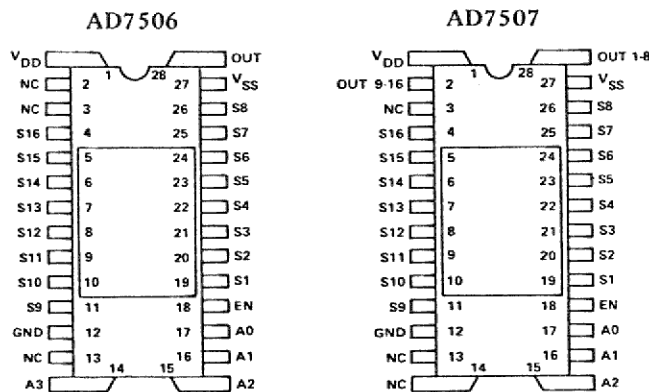 AD7506
V_DD 1 28 OUT
NC 2 27 V_SS
NC 3 26 S8
S16 4 25 S7
S15 5 24 S6
S14 6 23 S5
S13 7 22 S4
S12 8 21 S3
S11 9 20 S2
S10 10 19 S1
S9 11 18 EN
GND 12 17 A0
NC 13 16 A1
A3 14 15 A2
AD7507
V_DD 1 28 OUT 1-8
OUT 9-16 2 27 V_SS
NC 3 26 S8
S16 4 25 S7
S15 5 24 S6
S14 6 23 S5
S13 7 22 S4
S12 8 21 S3
S11 9 20 S2
S10 10 19 S1
S9 11 18 EN
GND 12 17 A0
NC 13 16 A1
NC 14 15 A2